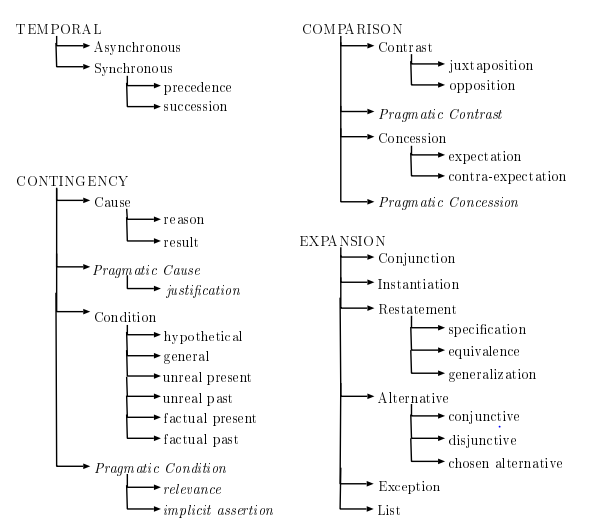 TEMPORAL
Asynchronous
Synchronous
precedence
succession
CONTINGENCY
Cause
reason
result
Pragmatic Cause
justification
Condition
hypothetical
general
unreal present
unreal past
factual present
factual past
Pragmatic Condition
relevance
implicit assertion
COMPARISON
Contrast
juxtaposition
opposition
Pragmatic Contrast
Concession
expectation
contra-expectation
Pragmatic Concession
EXPANSION
Conjunction
Instantiation
Restatement
specification
equivalence
generalization
Alternative
conjunctive
disjunctive
chosen alternative
Exception
List